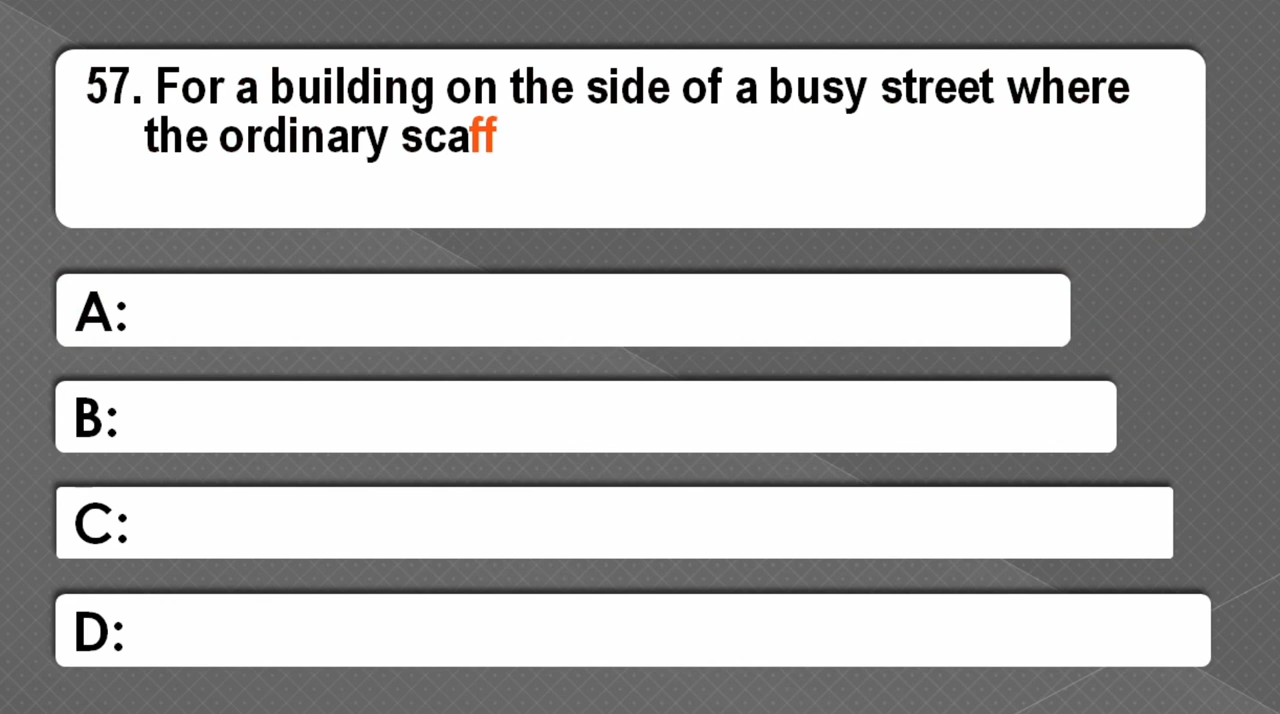 57. For a building on the side of a busy street where
the ordinary scaff
A:
B:
C:
D: